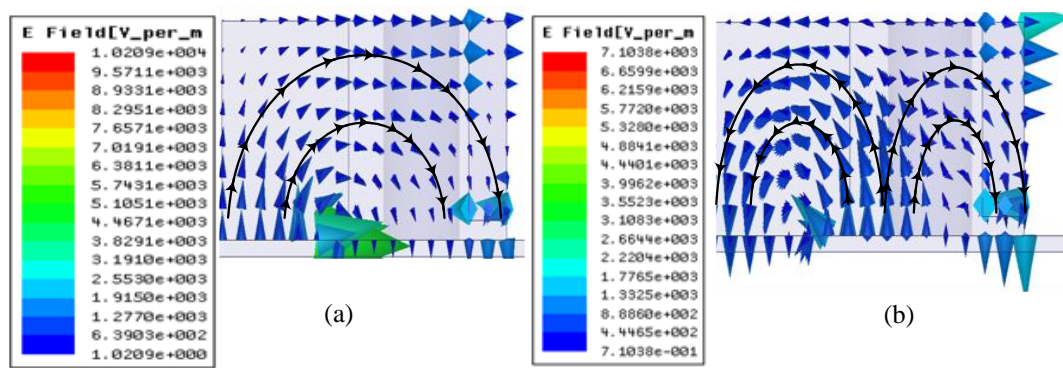 E Field[V_per_m
1.0209e+004
9.5711e+003
8.9331e+003
8.2951e+003
7.6571e+003
7.0191e+003
6.3811e+003
5.7431e+003
5.1051e+003
4.4671e+003
3.8291e+003
3.1910e+003
2.5530e+003
1.9150e+003
1.2770e+003
6.3903e+002
1.0209e+000
(a)
E Field[V_per_m
7.1038e+003
6.6599e+003
6.2159e+003
5.7720e+003
5.3280e+003
4.8841e+003
4.4401e+003
3.9962e+003
3.5523e+003
3.1083e+003
2.6644e+003
2.2204e+003
1.7765e+003
1.3325e+003
8.8860e+002
4.4465e+002
7.1038e-001
(b)